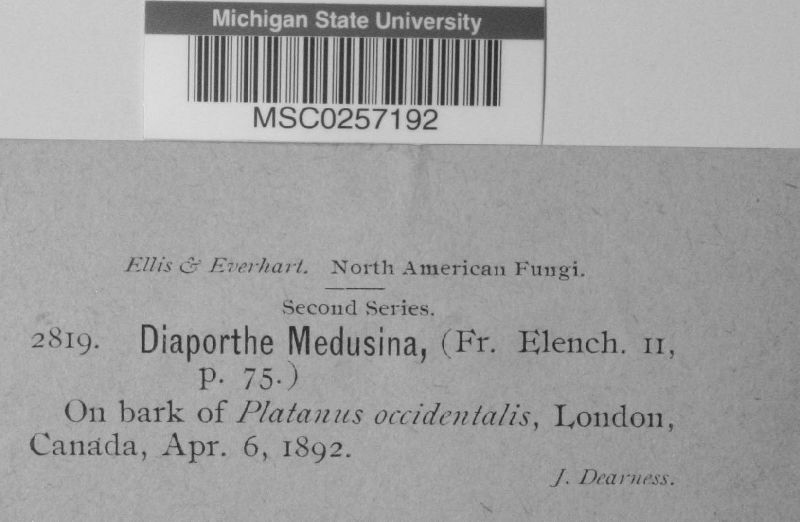 Michigan State University
MSC0257192
Ellis & Everhart. North American Fungi.
Second Series.
2819. Diaporthe Medusina, (Fr. Elench. II,
p. 75.)
On bark of Platanus occidentalis, London,
Canada, Apr. 6, 1892.
J. Dearness.